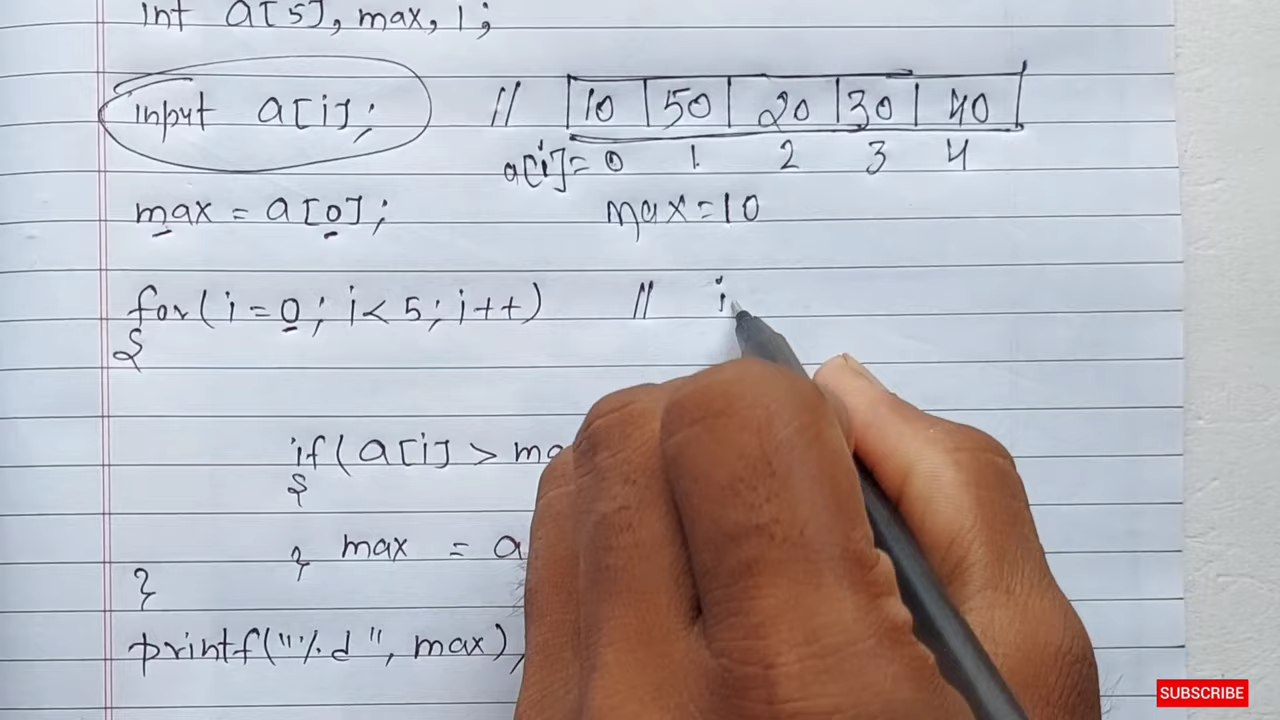 int a[5], max, i;
input a[i]; // 10 50 20 30 40
a[i]= 0 1 2 3 4
max = a[0]; max=10
for(i=0; i<5; i++) // i
{
if(a[i] > 
{
} max = a
}
printf("%d", max)
SUBSCRIBE